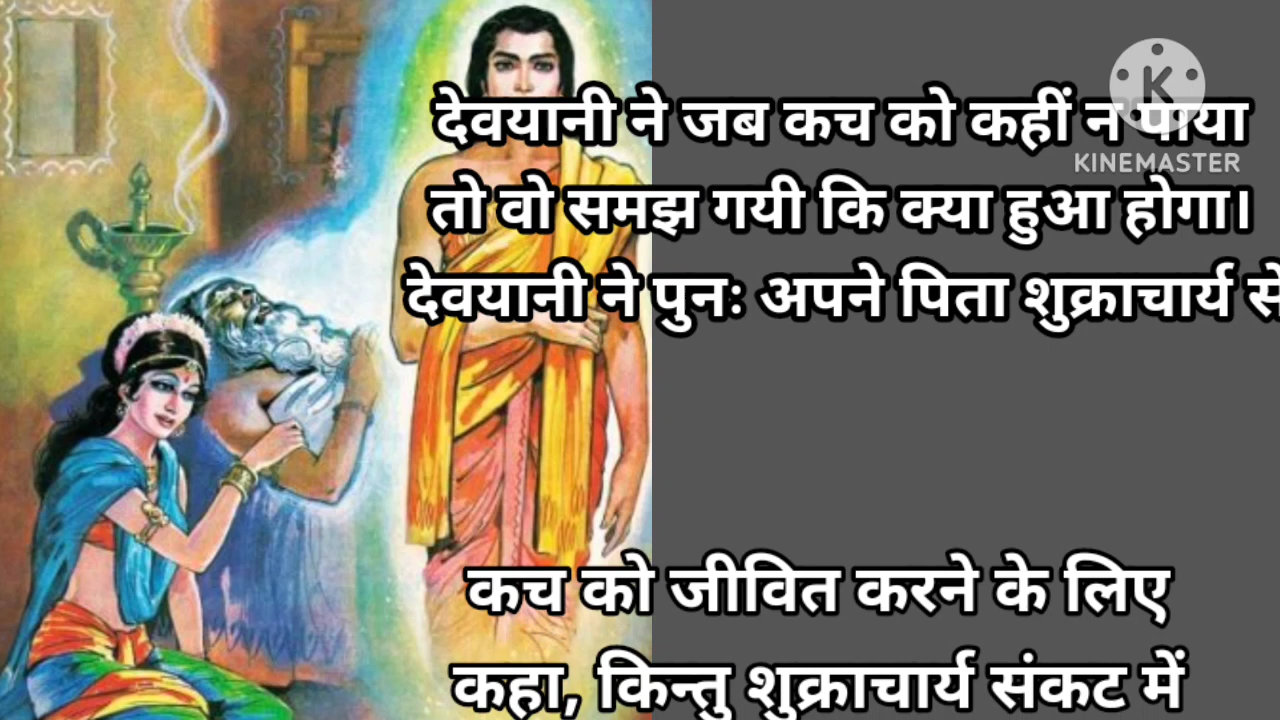 देवयानी ने जब कच को कहीं न पाया
तो वो समझ गयी कि क्या हुआ होगा।
देवयानी ने पुनः अपने पिता शुक्राचार्य से
कच को जीवित करने के लिए
कहा, किन्तु शुक्राचार्य संकट में
K
KINEMASTER